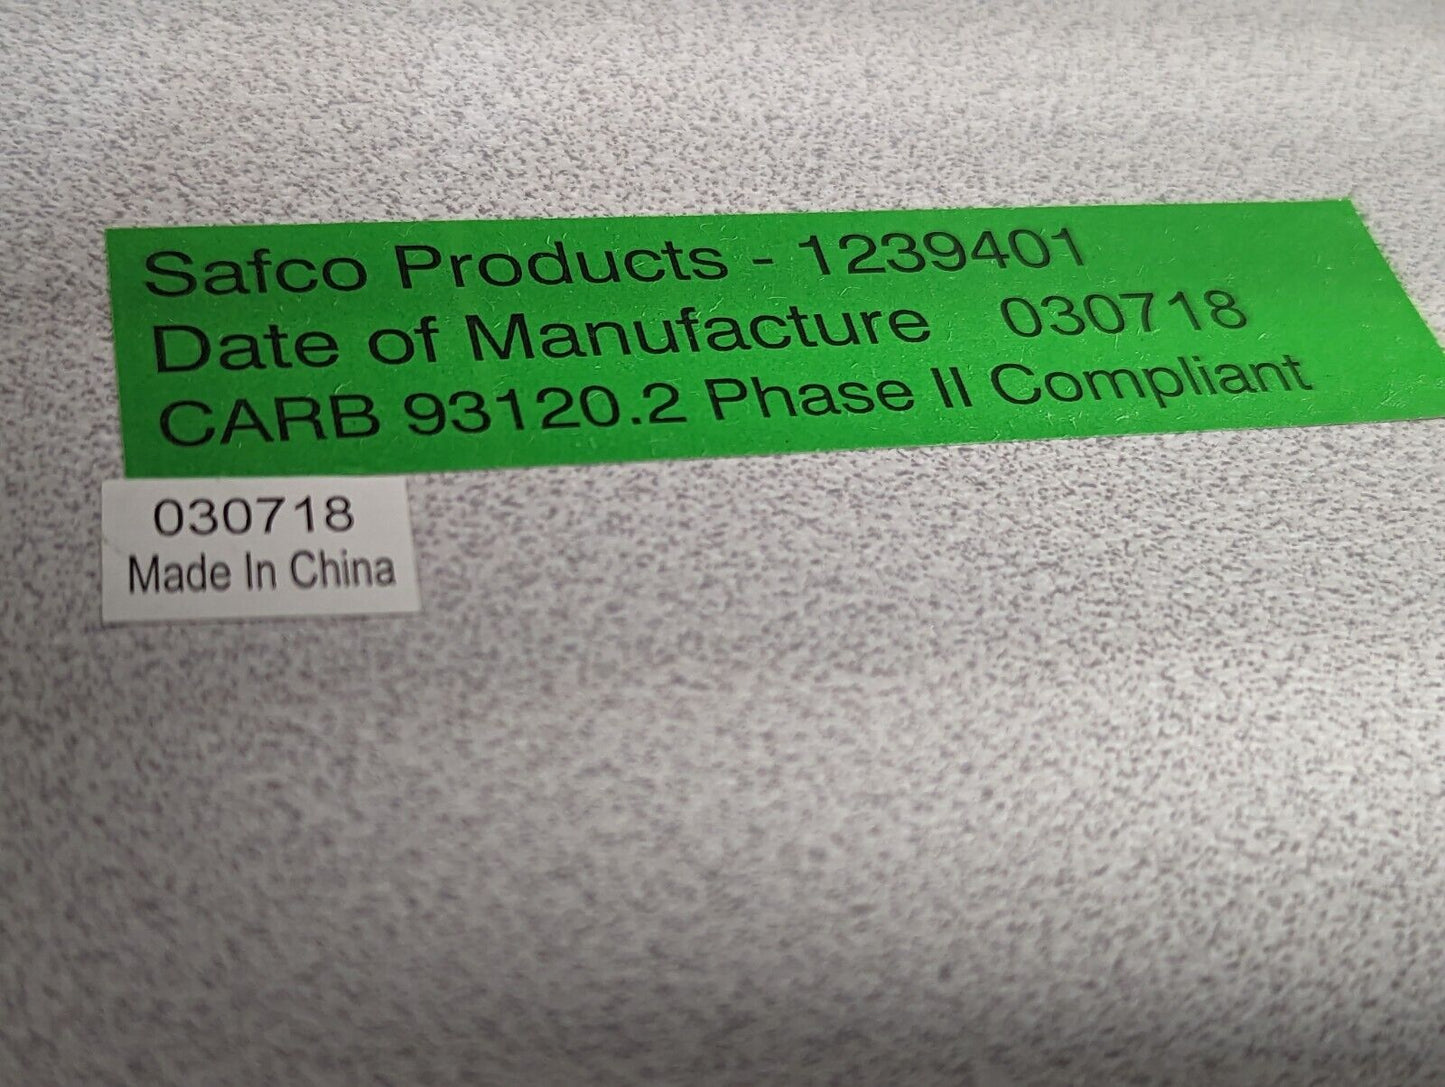 Safco Products - 1239401
Date of Manufacture 030718
CARB 93120.2 Phase II Compliant
030718
Made In China